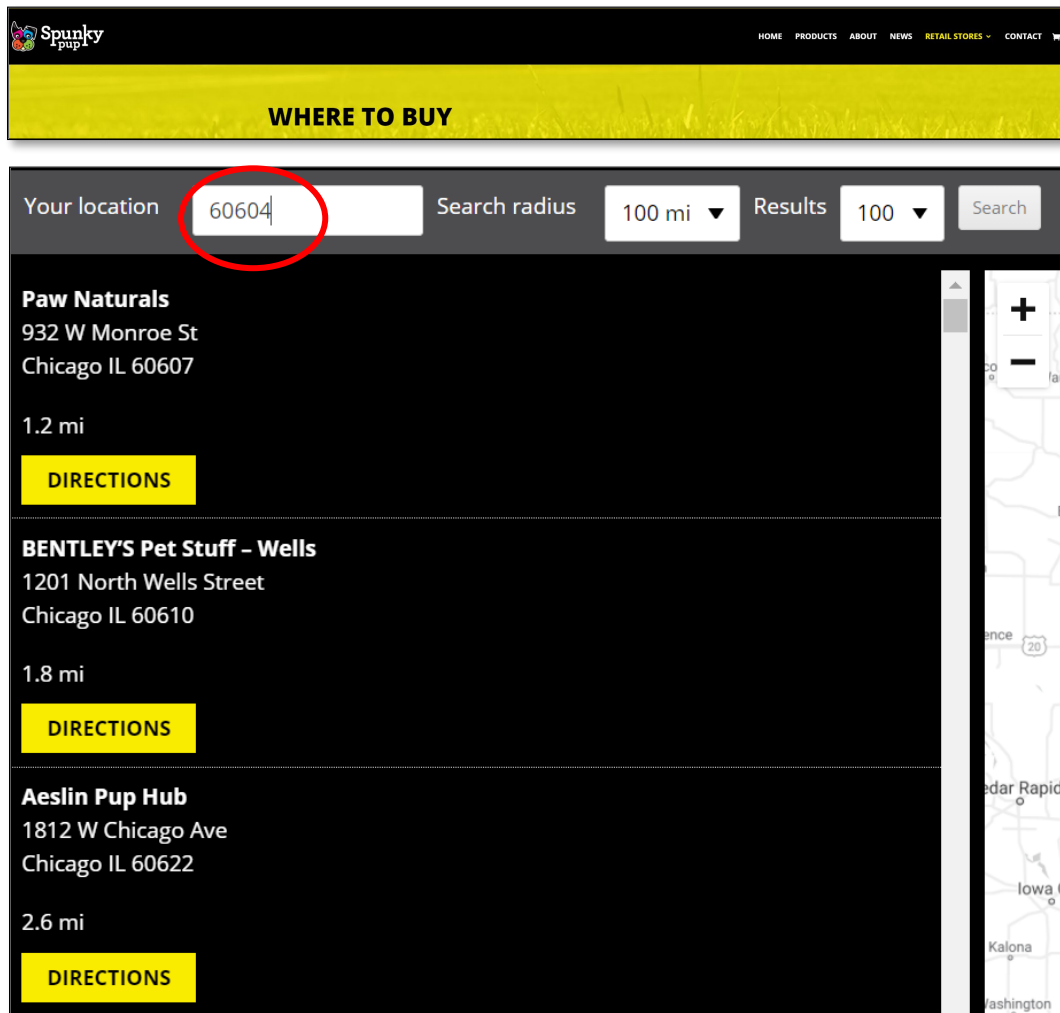 Spunky
pup
HOME PRODUCTS ABOUT NEWS RETAIL STORES CONTACT
WHERE TO BUY
Your location 60604 Search radius 100 mi Results 100 Search
Paw Naturals
932 W Monroe St
Chicago IL 60607
1.2 mi
DIRECTIONS
BENTLEY'S Pet Stuff – Wells
1201 North Wells Street
Chicago IL 60610
1.8 mi
DIRECTIONS
Aeslin Pup Hub
1812 W Chicago Ave
Chicago IL 60622
2.6 mi
DIRECTIONS
+
−
20
Iowa
Kalona